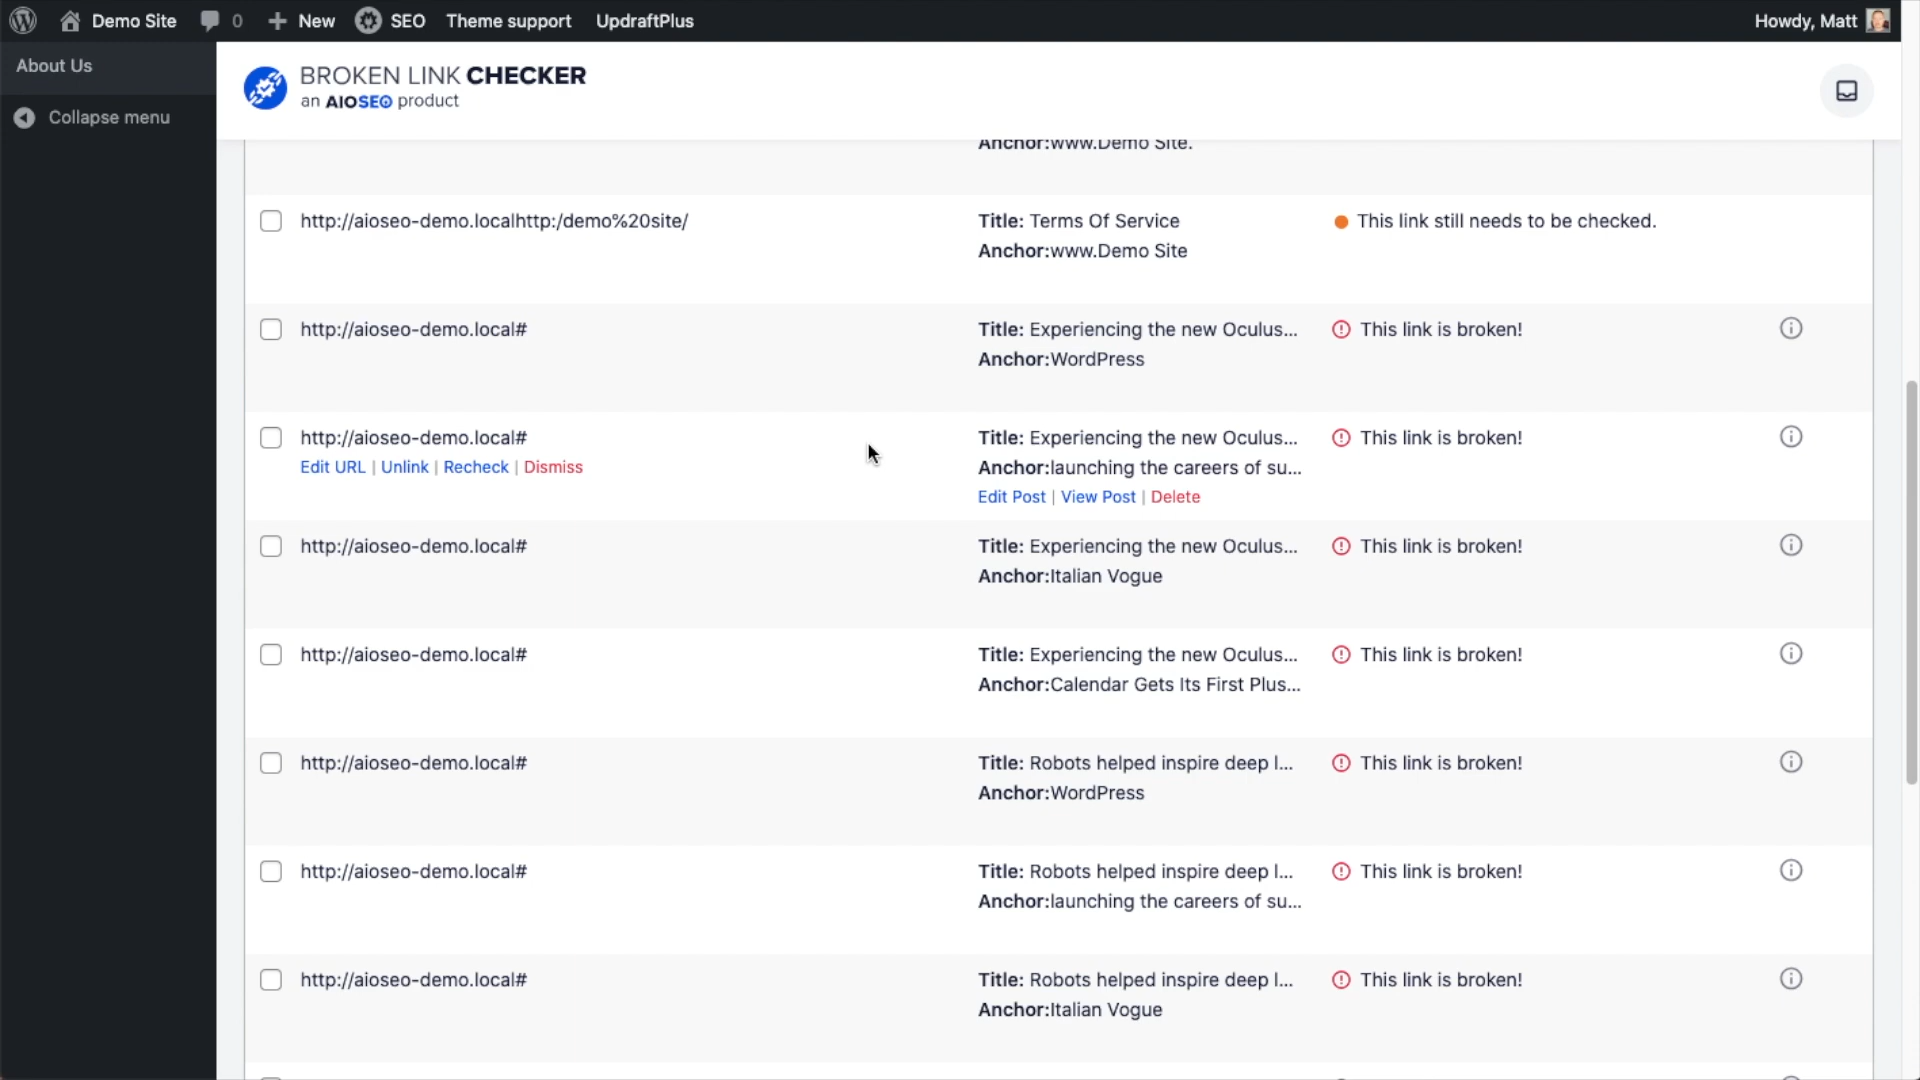 Demo Site 0 New SEO Theme support UpdraftPlus Howdy, Matt
About Us
Collapse menu
BROKEN LINK CHECKER
an AIOSEO product
Anchor:www.Demo Site.
http://aioseo-demo.localhttp:/demo%20site/ Title: Terms Of Service This link still needs to be checked.
Anchor:www.Demo Site
http://aioseo-demo.local# Title: Experiencing the new Oculus... This link is broken!
Anchor:WordPress
http://aioseo-demo.local# Title: Experiencing the new Oculus... This link is broken!
Edit URL | Unlink | Recheck | Dismiss Anchor:launching the careers of su...
Edit Post | View Post | Delete
http://aioseo-demo.local# Title: Experiencing the new Oculus... This link is broken!
Anchor:Italian Vogue
http://aioseo-demo.local# Title: Experiencing the new Oculus... This link is broken!
Anchor:Calendar Gets Its First Plus...
http://aioseo-demo.local# Title: Robots helped inspire deep l... This link is broken!
Anchor:WordPress
http://aioseo-demo.local# Title: Robots helped inspire deep l... This link is broken!
Anchor:launching the careers of su...
http://aioseo-demo.local# Title: Robots helped inspire deep l... This link is broken!
Anchor:Italian Vogue